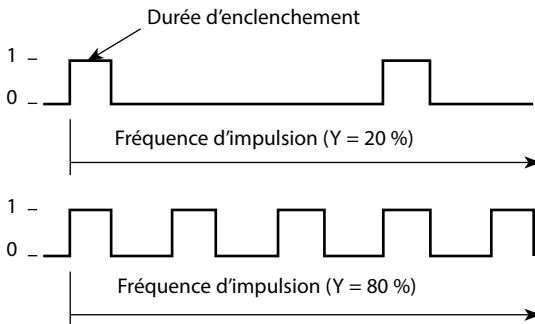 Durée d’enclenchement
1 –
0 –
Fréquence d’impulsion (Y = 20 %)
1 –
0 –
Fréquence d’impulsion (Y = 80 %)